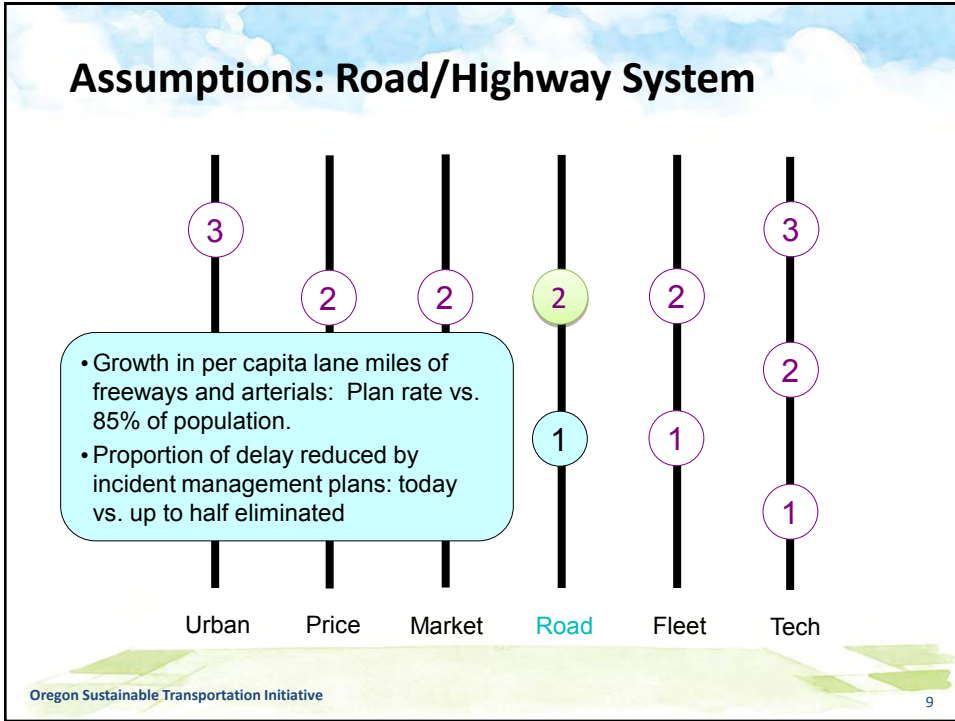 Assumptions: Road/Highway System
3
3
2
2
2
2
2
• Growth in per capita lane miles of
freeways and arterials: Plan rate vs.
85% of population.
• Proportion of delay reduced by
incident management plans: today
vs. up to half eliminated
1
1
1
Urban
Price
Market
Road
Fleet
Tech
Oregon Sustainable Transportation Initiative
9